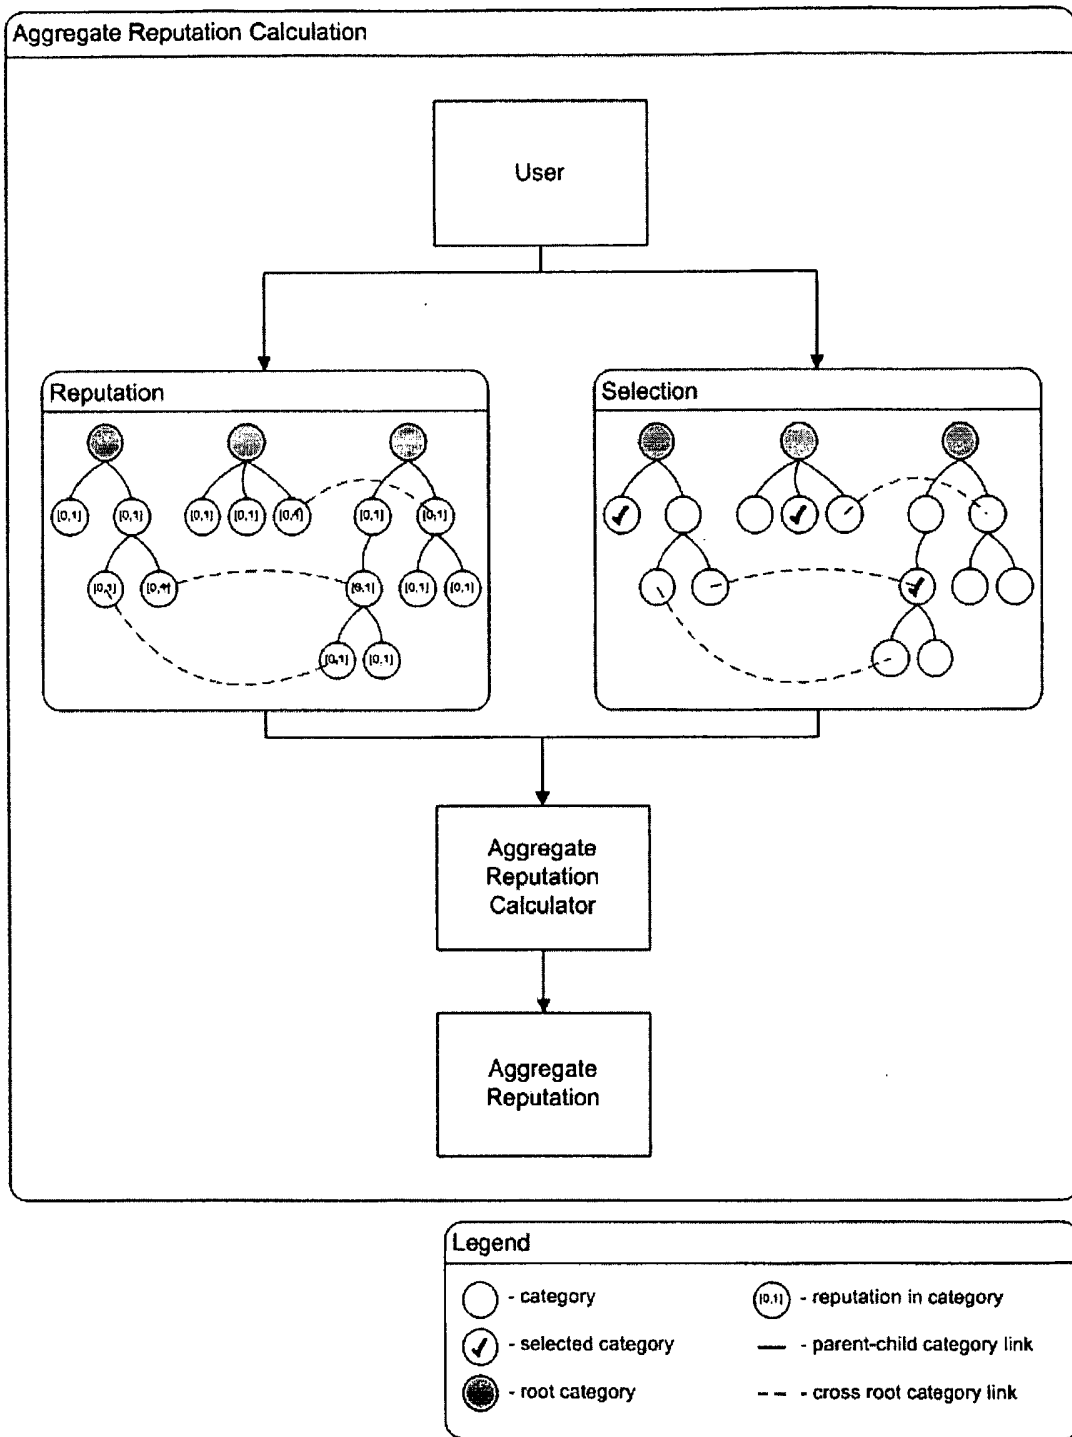 Aggregate Reputation Calculation
User
Reputation
[0,1] [0,1] [0,1] [0,1] [0,1] [0,1] [0,1]
[0,1] [0,1] [0,1] [0,1] [0,1]
[0,1] [0,1]
Selection
Aggregate
Reputation
Calculator
Aggregate
Reputation
Legend
- category
[0,1] - reputation in category
- selected category
- parent-child category link
- root category
- cross root category link